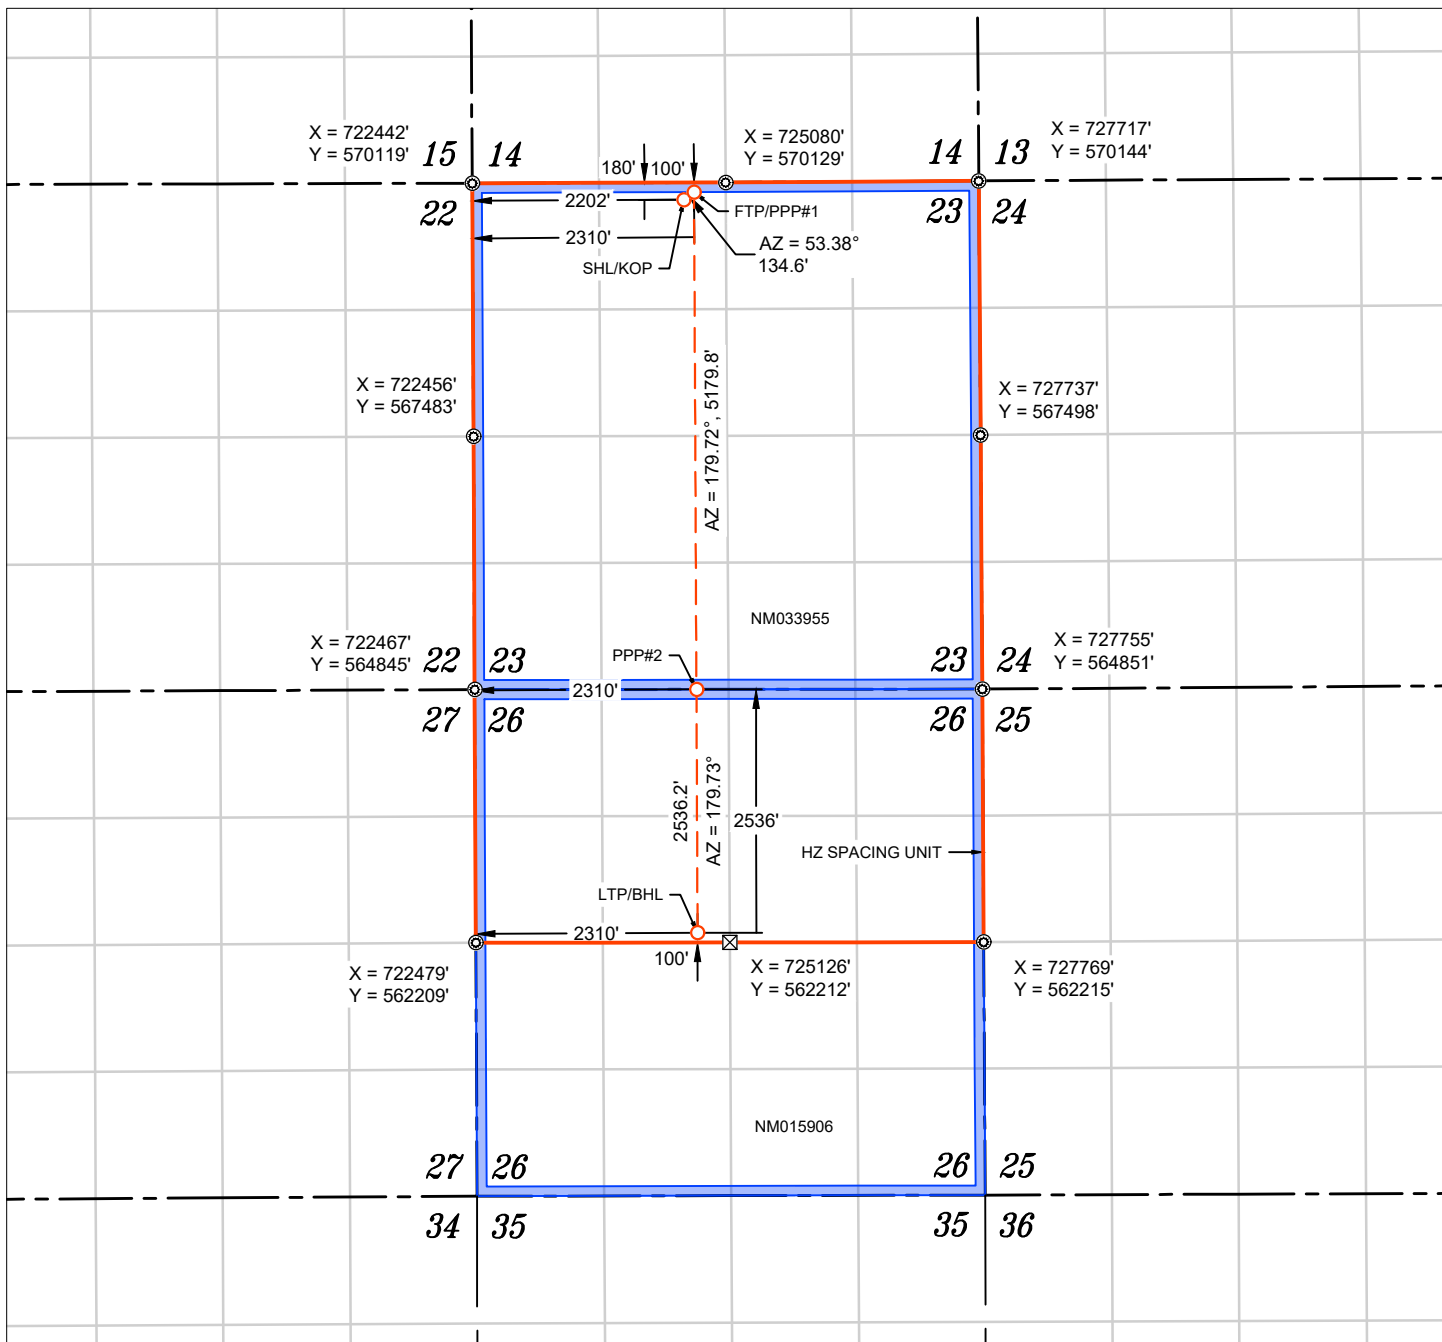 X = 722442'
Y = 570119'
15 14
180' 100'
X = 725080'
Y = 570129'
14 13
X = 727717'
Y = 570144'
22
2202'
FTP/PPP#1
23 24
2310'
AZ = 53.38°
134.6'
SHL/KOP
AZ = 179.72°, 5179.8'
X = 722456'
Y = 567483'
X = 727737'
Y = 567498'
NM033955
X = 722467'
Y = 564845'
22 23
PPP#2
23 24
X = 727755'
Y = 564851'
2310'
27 26
26 25
2536.2'
AZ = 179.73°
2536'
HZ SPACING UNIT
LTP/BHL
2310'
100'
X = 722479'
Y = 562209'
X = 725126'
Y = 562212'
X = 727769'
Y = 562215'
NM015906
27 26
26 25
34 35
35 36